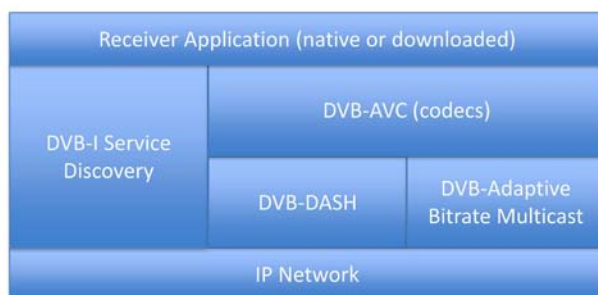 Receiver Application (native or downloaded)
DVB-I Service
Discovery
DVB-AVC (codecs)
DVB-DASH
DVB-Adaptive
Bitrate Multicast
IP Network